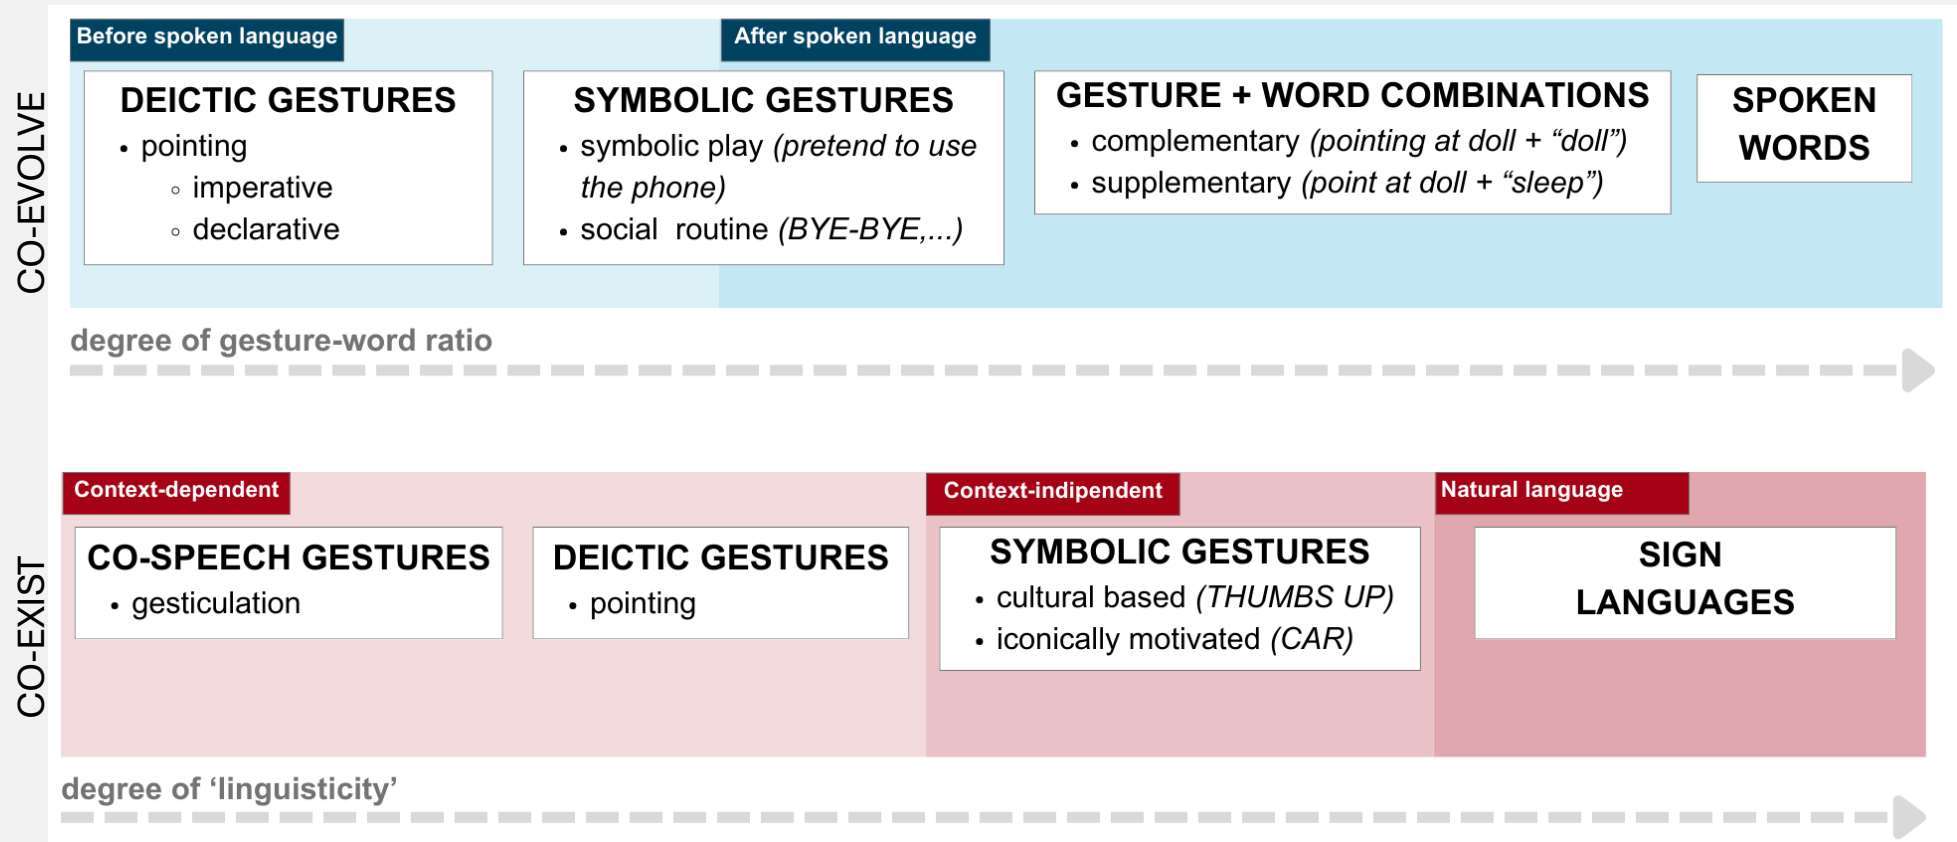 CO-EVOLVE
Before spoken language
After spoken language
DEICTIC GESTURES
• pointing
◦ imperative
◦ declarative
SYMBOLIC GESTURES
• symbolic play (pretend to use
the phone)
• social routine (BYE-BYE,...)
GESTURE + WORD COMBINATIONS
• complementary (pointing at doll + “doll”)
• supplementary (point at doll + “sleep”)
SPOKEN
WORDS
degree of gesture-word ratio
CO-EXIST
Context-dependent
Context-indipendent
Natural language
CO-SPEECH GESTURES
• gesticulation
DEICTIC GESTURES
• pointing
SYMBOLIC GESTURES
• cultural based (THUMBS UP)
• iconically motivated (CAR)
SIGN
LANGUAGES
degree of ‘linguisticity’